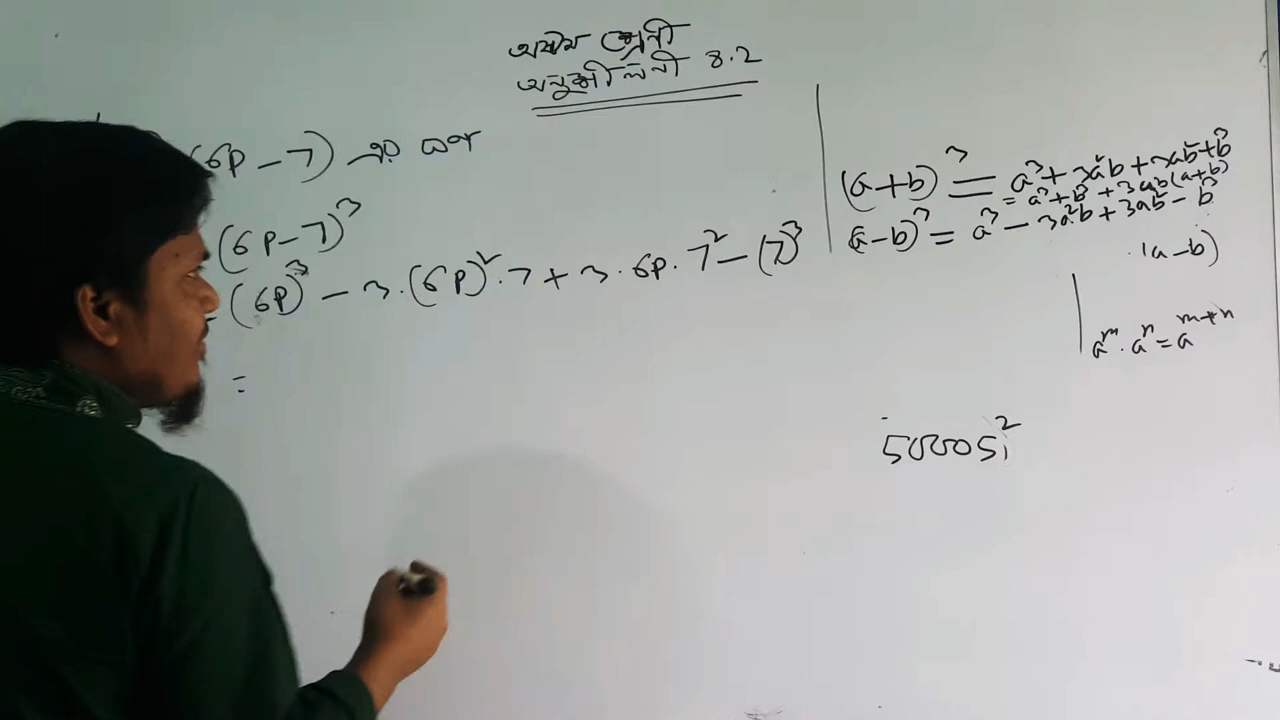 অষ্টম শ্রেণী
অনুশীলনী 4.2
(6p - 7) এর ঘন
(6p-7)³
(6p)³ - 3.(6p)².7 + 3.6p.7² - (7)³
=
(a+b)³ = a³ + 3a²b + 3ab² + b³
= a³ + b³ + 3ab(a+b)
(a-b)³ = a³ - 3a²b + 3ab² - b³
(a-b)
aᵐ.aⁿ = aᵐ⁺ⁿ